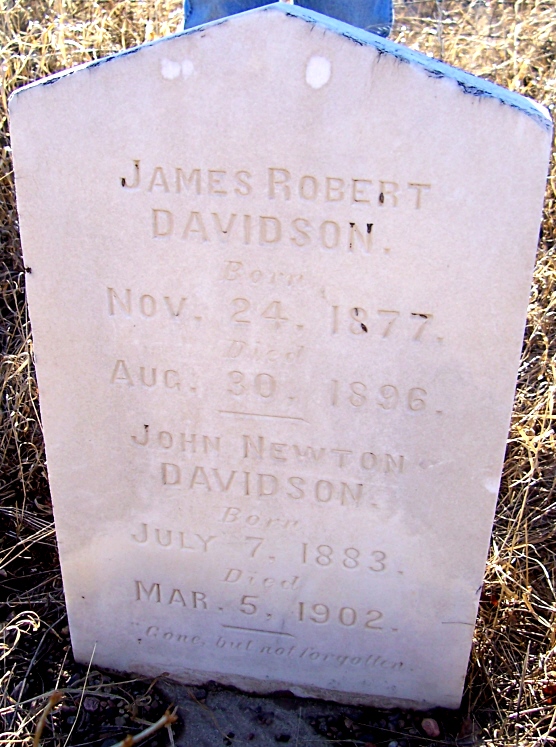 JAMES ROBERT
DAVIDSON.
Born
NOV. 24. 1877.
Died
AUG. 30. 1896.
JOHN NEWTON
DAVIDSON.
Born
JULY 7. 1883.
Died
MAR. 5. 1902.
Gone, but not forgotten.